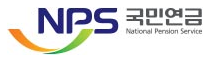 NPS 국민연금
National Pension Service